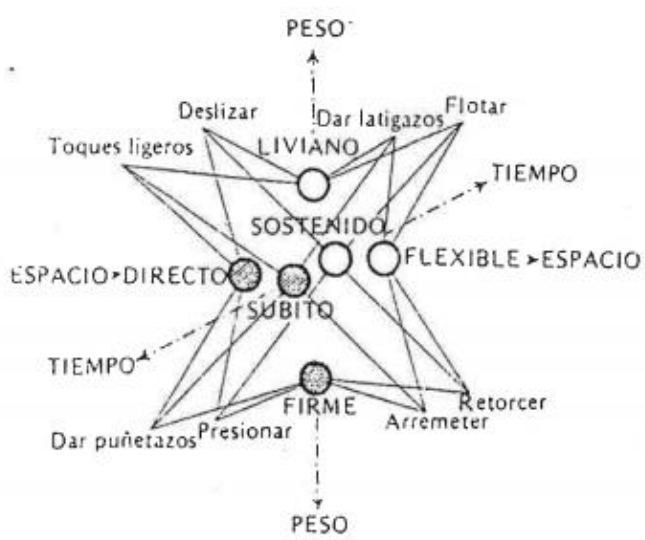 PESO
Deslizar
Dar latigazos
Flotar
Toques ligeros
LIVIANO
TIEMPO
SOSTENIDO
ESPACIO
DIRECTO
FLEXIBLE
ESPACIO
SUBITO
TIEMPO
FIRME
Retorcer
Dar puñetazos
Presionar
Arremeter
PESO